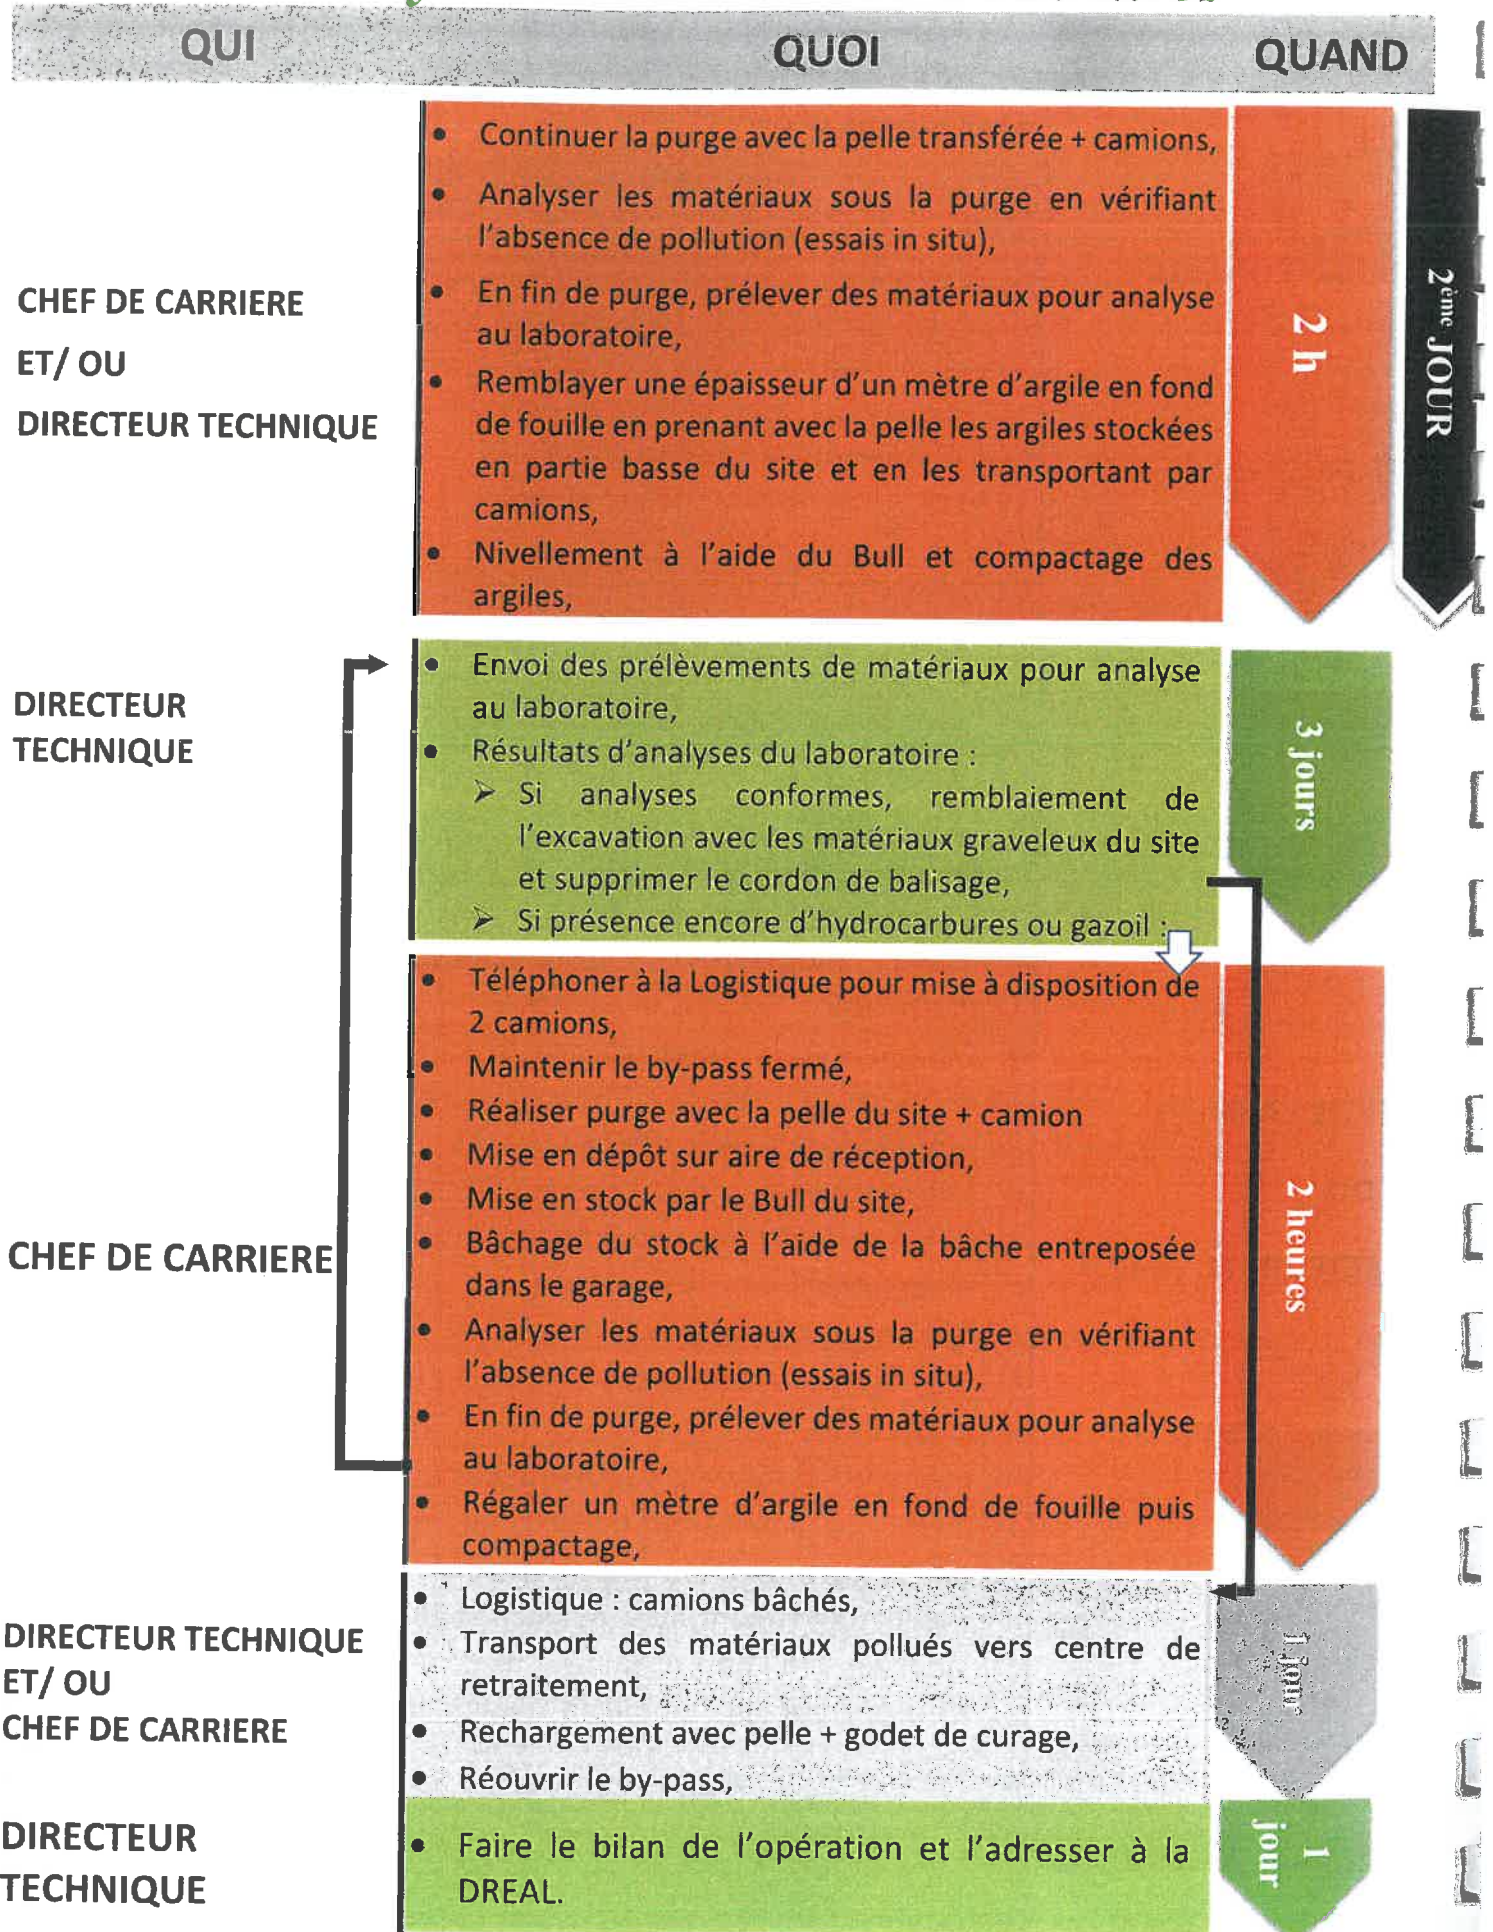 QUI QUOI QUAND
• Continuer la purge avec la pelle transférée + camions,
• Analyser les matériaux sous la purge en vérifiant
l'absence de pollution (essais in situ),
• En fin de purge, prélever des matériaux pour analyse
au laboratoire,
• Remblayer une épaisseur d'un mètre d'argile en fond
de fouille en prenant avec la pelle les argiles stockées
en partie basse du site et en les transportant par
camions,
• Nivellement à l'aide du Bull et compactage des
argiles,
CHEF DE CARRIERE
ET/ OU
DIRECTEUR TECHNIQUE
2 h
2ème JOUR
• Envoi des prélèvements de matériaux pour analyse
au laboratoire,
• Résultats d'analyses du laboratoire :
➢ Si analyses conformes, remblaiement de
l'excavation avec les matériaux graveleux du site
et supprimer le cordon de balisage,
➢ Si présence encore d'hydrocarbures ou gazoil :
DIRECTEUR
TECHNIQUE
3 jours
• Téléphoner à la Logistique pour mise à disposition de
2 camions,
• Maintenir le by-pass fermé,
• Réaliser purge avec la pelle du site + camion
• Mise en dépôt sur aire de réception,
• Mise en stock par le Bull du site,
• Bâchage du stock à l'aide de la bâche entreposée
dans le garage,
• Analyser les matériaux sous la purge en vérifiant
l'absence de pollution (essais in situ),
• En fin de purge, prélever des matériaux pour analyse
au laboratoire,
• Régaler un mètre d'argile en fond de fouille puis
compactage,
CHEF DE CARRIERE
2 heures
• Logistique : camions bâchés,
• Transport des matériaux pollués vers centre de
retraitement,
• Rechargement avec pelle + godet de curage,
• Réouvrir le by-pass,
DIRECTEUR TECHNIQUE
ET/ OU
CHEF DE CARRIERE
1 jour
• Faire le bilan de l'opération et l'adresser à la
DREAL.
DIRECTEUR
TECHNIQUE
1
jour